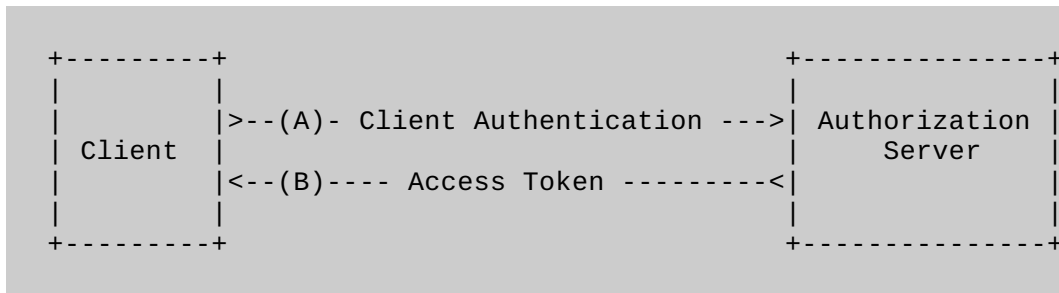 +---------+                                  +---------------+
|         |                                  |               |
|         |>--(A)- Client Authentication --->| Authorization |
| Client  |                                  |     Server    |
|         |<--(B)---- Access Token ---------<|               |
|         |                                  |               |
+---------+                                  +---------------+